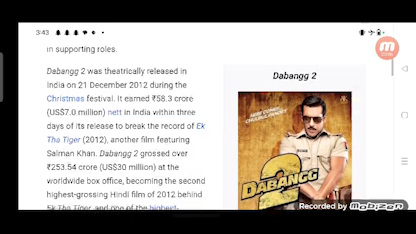 3:43
in supporting roles.
Dabangg 2 was theatrically released in
India on 21 December 2012 during the
Christmas festival. It earned ₹58.3 crore
(US$7.0 million) nett in India within three
days of its release to break the record of Ek
Tha Tiger (2012), another film featuring
Salman Khan. Dabangg 2 grossed over
₹253.54 crore (US$30 million) at the
worldwide box office, becoming the second
highest-grossing Hindi film of 2012 behind
Ek Tha Tiger, and one of the highest-
Dabangg 2
DABANGG
2
Recorded by mobizen